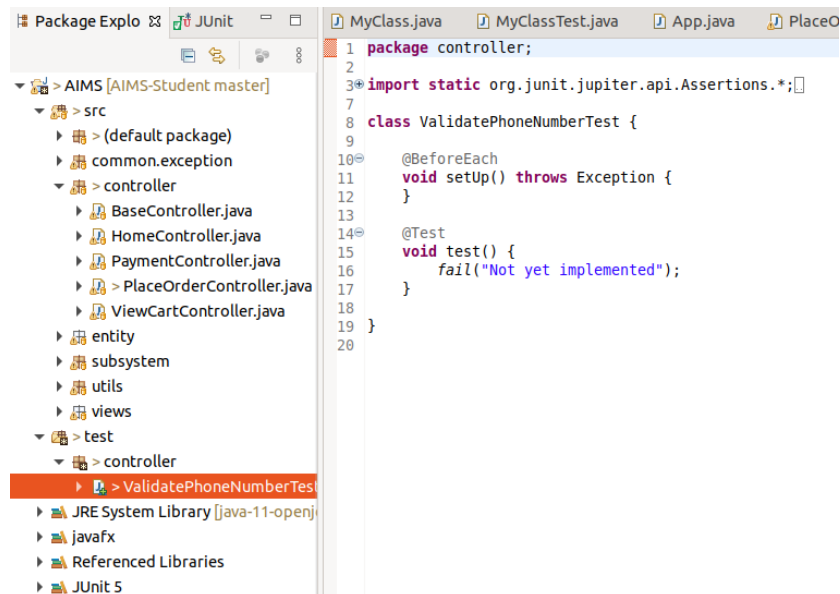 Package Explo JUnit
> AIMS [AIMS-Student master]
> src
> (default package)
common.exception
> controller
BaseController.java
HomeController.java
PaymentController.java
> PlaceOrderController.java
ViewCartController.java
entity
subsystem
utils
views
> test
> controller
> ValidatePhoneNumberTest
JRE System Library [java-11-openj
javafx
Referenced Libraries
JUnit 5
MyClass.java MyClassTest.java App.java PlaceO
1 package controller;
2
3 import static org.junit.jupiter.api.Assertions.*;
7
8 class ValidatePhoneNumberTest {
9
10 @BeforeEach
11 void setUp() throws Exception {
12 }
13
14 @Test
15 void test() {
16 fail("Not yet implemented");
17 }
18
19 }
20